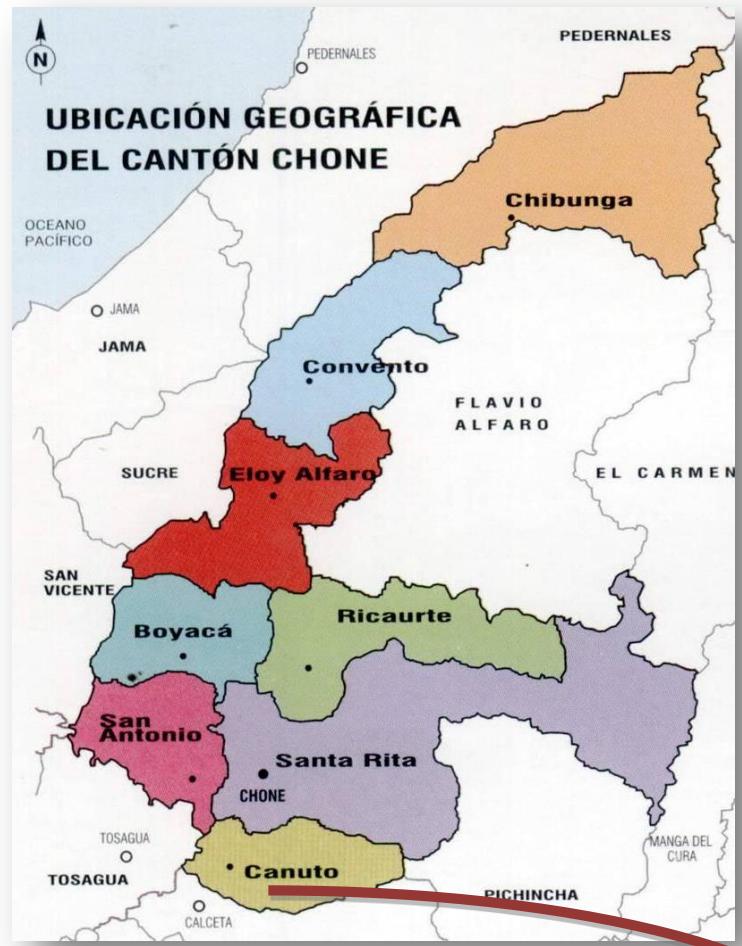 N
PEDERNALES
PEDERNALES
UBICACIÓN GEOGRÁFICA
DEL CANTÓN CHONE
Chibunga
OCEANO
PACÍFICO
JAMA
JAMA
Convento
FLAVIO
ALFARO
SUCRE
Eloy Alfaro
EL CARMEN
SAN
VICENTE
Ricaurte
Boyacá
San
Antonio
Santa Rita
CHONE
TOSAGUA
MANGA DEL
CURA
Canuto
TOSAGUA
PICHINCHA
CALCETA